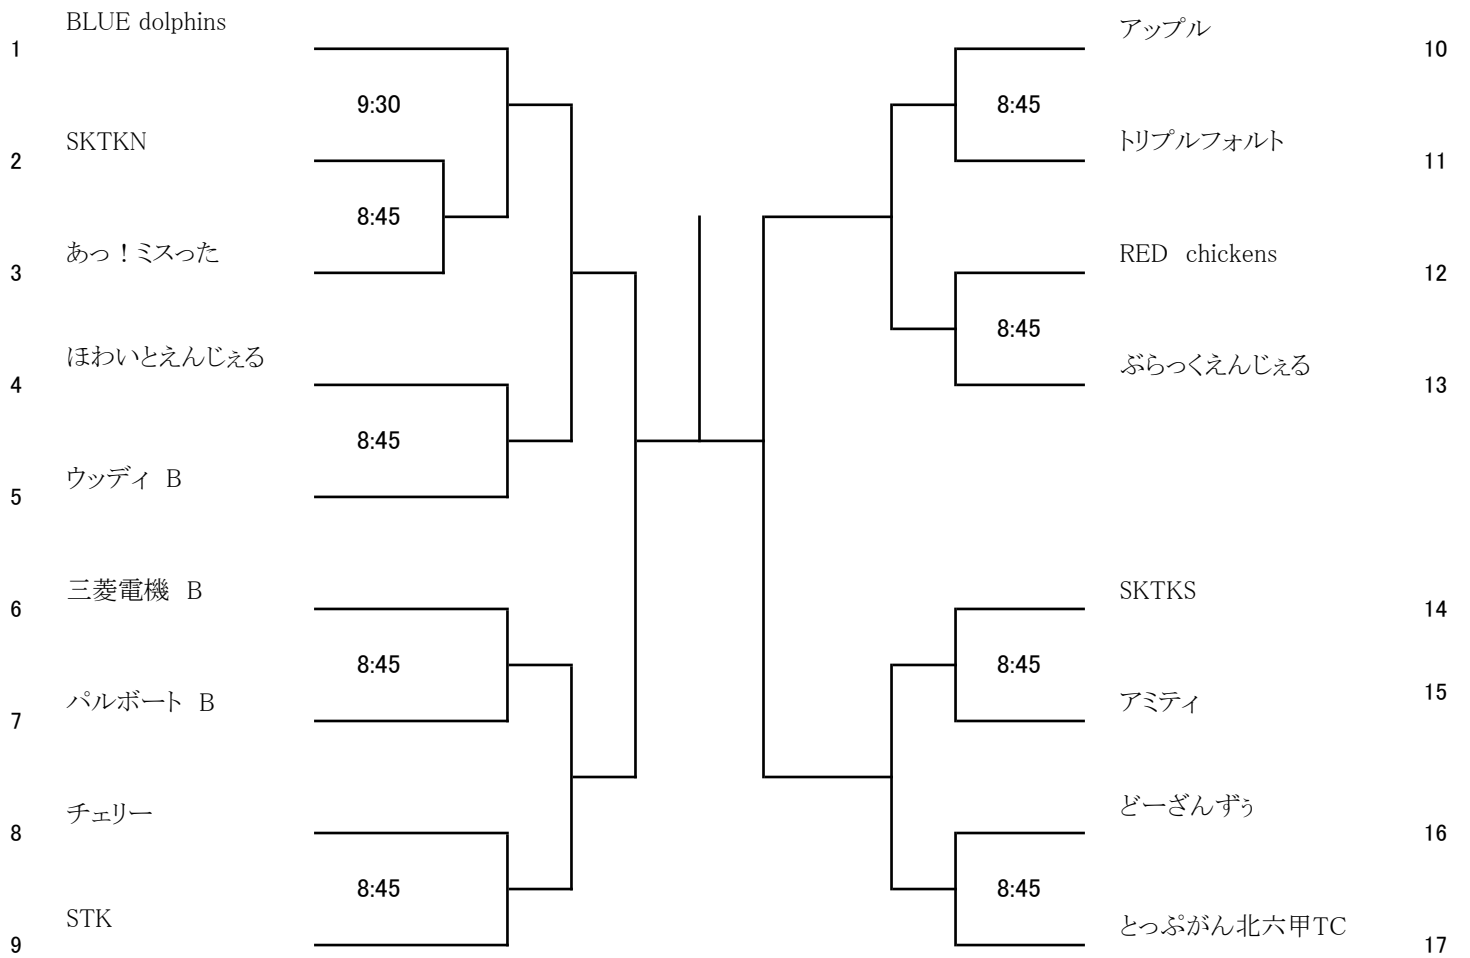 BLUE dolphins
1
9:30
SKTKN
2
8:45
あっ！ミスった
3
ほわいとえんじぇる
4
8:45
ウッディ B
5
三菱電機 B
6
8:45
パルポート B
7
チェリー
8
8:45
STK
9
アップル
10
8:45
トリプルフォルト
11
RED chickens
12
8:45
ぶらっくえんじぇる
13
SKTKS
14
8:45
アミティ
15
どーざんずぅ
16
8:45
とっぷがん北六甲TC
17